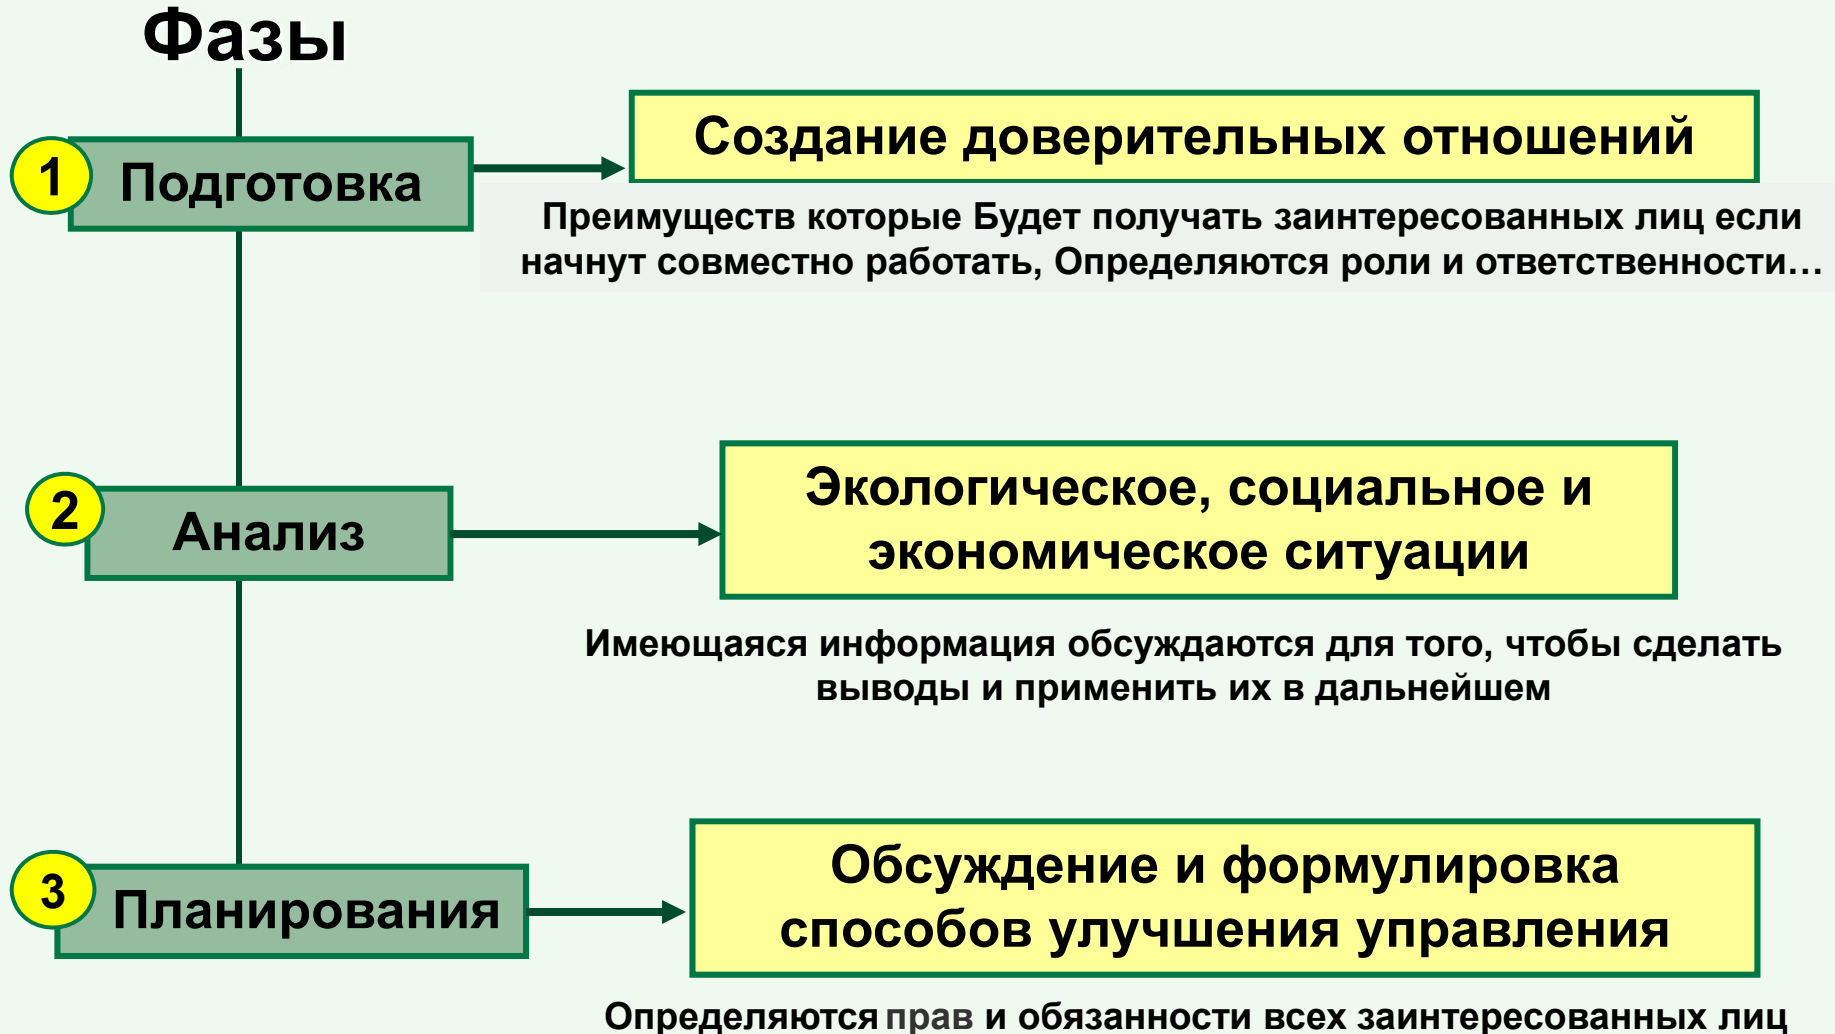 Фазы
1
Подготовка
Создание доверительных отношений
Преимуществ которые Будет получать заинтересованных лиц если
начнут совместно работать, Определяются роли и ответственности…
2
Анализ
Экологическое, социальное и
экономическое ситуации
Имеющаяся информация обсуждаются для того, чтобы сделать
выводы и применить их в дальнейшем
3
Планирования
Обсуждение и формулировка
способов улучшения управления
Определяются прав и обязанности всех заинтересованных лиц